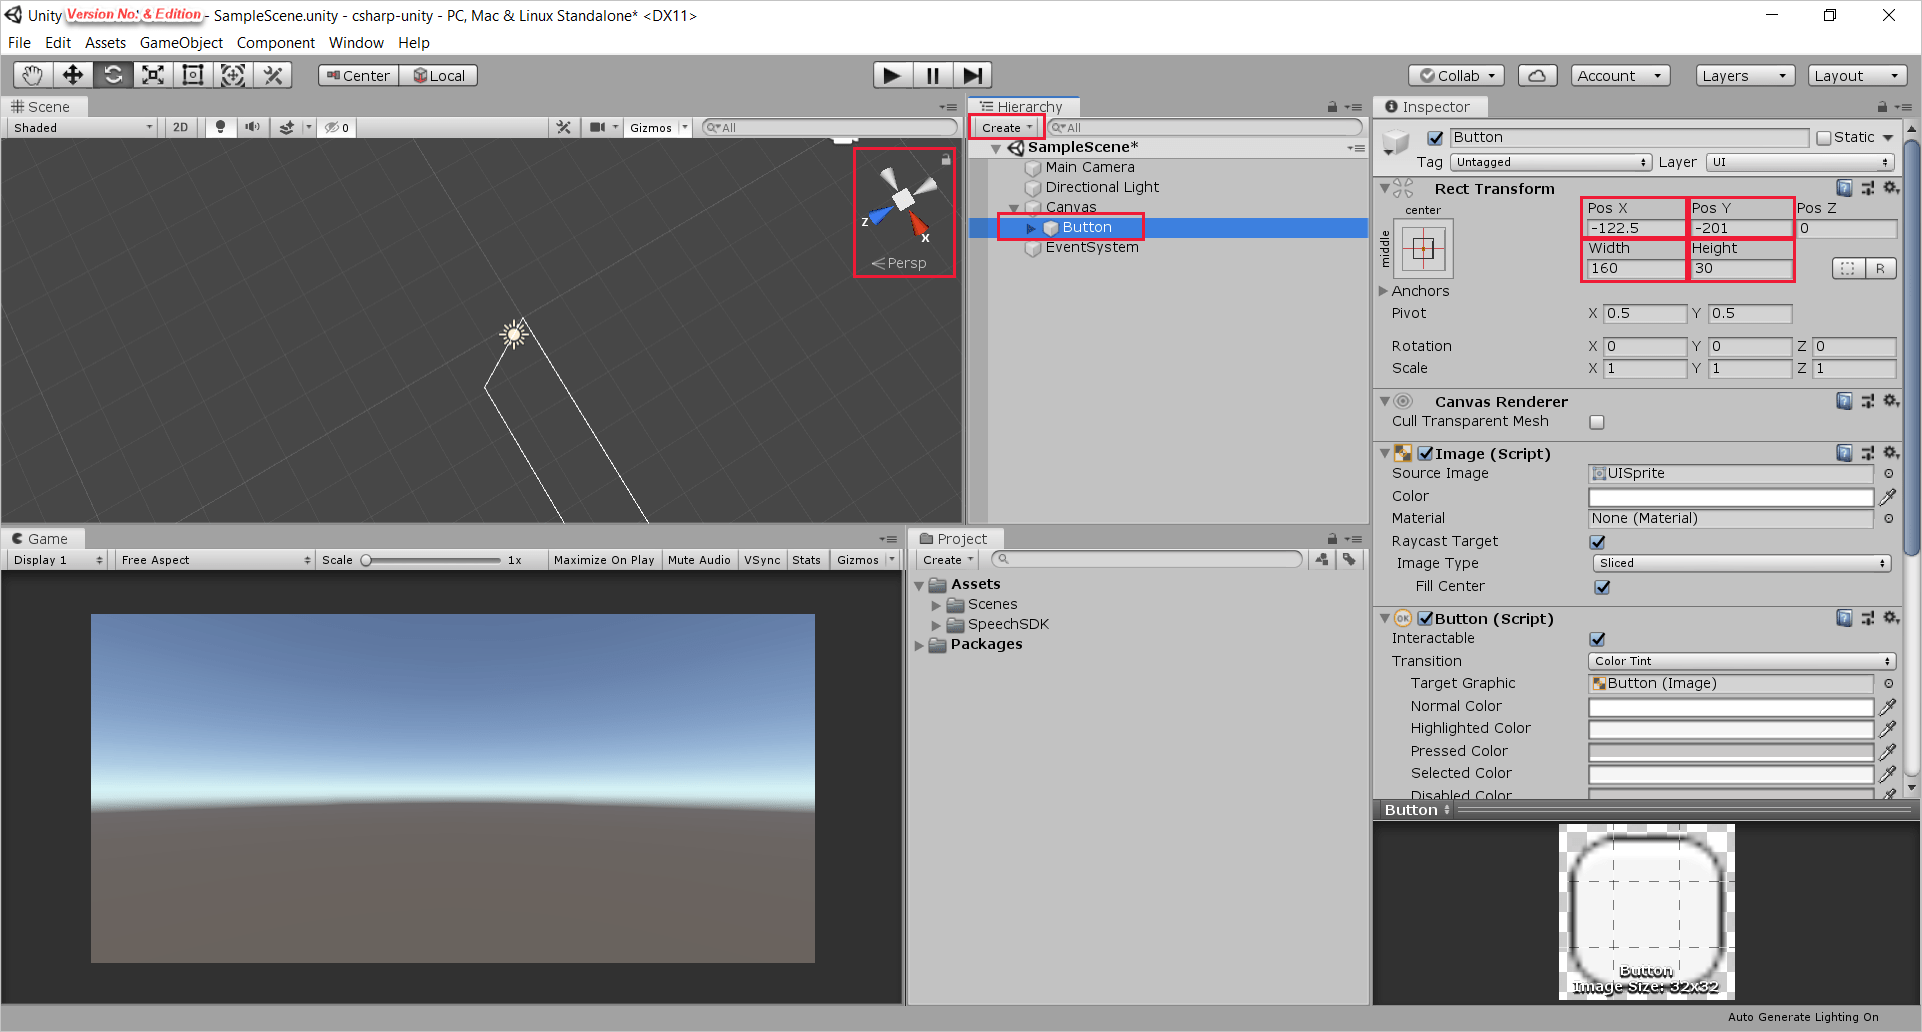 Unity Version No. & Edition - SampleScene.unity - csharp-unity - PC, Mac & Linux Standalone* <DX11>
File Edit Assets GameObject Component Window Help
Center Local Collab Account Layers Layout
Scene
Shaded 2D 0 Gizmos All
Z
X
Persp
Hierarchy
Create All
SampleScene*
Main Camera
Directional Light
Canvas
Button
EventSystem
Game
Display 1 Free Aspect Scale 1x Maximize On Play Mute Audio VSync Stats Gizmos
Project
Create
Assets
Scenes
SpeechSDK
Packages
Inspector
Button Static
Tag Untagged Layer UI
Rect Transform
center Pos X Pos Y Pos Z
middle -122.5 -201 0
Width Height
160 30 R
Anchors
Pivot X 0.5 Y 0.5
Rotation X 0 Y 0 Z 0
Scale X 1 Y 1 Z 1
Canvas Renderer
Cull Transparent Mesh
Image (Script)
Source Image UISprite
Color
Material None (Material)
Raycast Target
Image Type Sliced
Fill Center
OK Button (Script)
Interactable
Transition Color Tint
Target Graphic Button (Image)
Normal Color
Highlighted Color
Pressed Color
Selected Color
Disabled Color
Button
Button
Image Size: 32x32
Auto Generate Lighting On